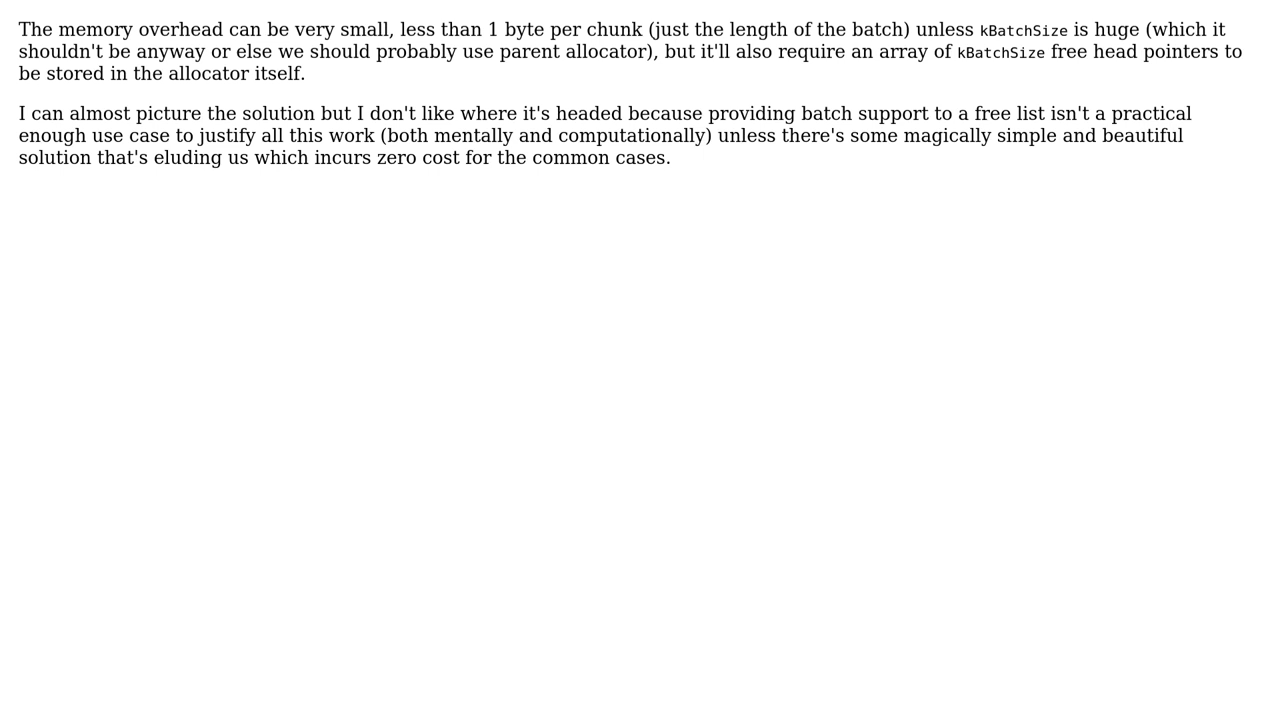 The memory overhead can be very small, less than 1 byte per chunk (just the length of the batch) unless kBatchSize is huge (which it
shouldn't be anyway or else we should probably use parent allocator), but it'll also require an array of kBatchSize free head pointers to
be stored in the allocator itself.
I can almost picture the solution but I don't like where it's headed because providing batch support to a free list isn't a practical
enough use case to justify all this work (both mentally and computationally) unless there's some magically simple and beautiful
solution that's eluding us which incurs zero cost for the common cases.